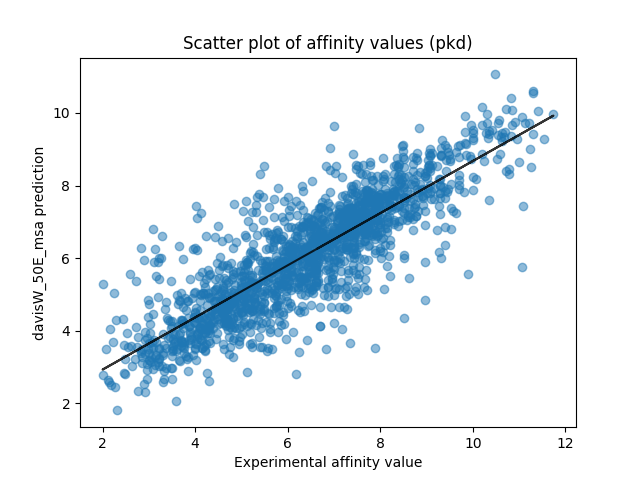 Scatter plot of affinity values (pkd)
davisW_50E_msa prediction
10
8
6
4
2
2 4 6 8 10 12
Experimental affinity value